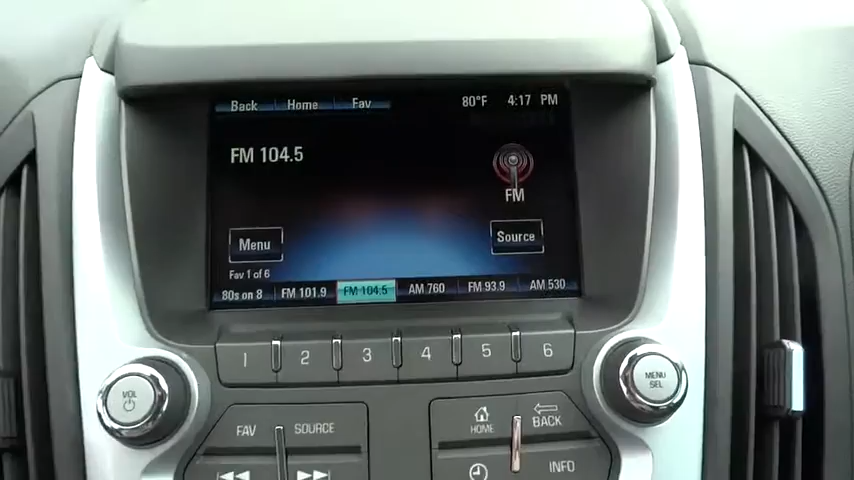 Back Home Fav 80°F 4:17 PM
FM 104.5
FM
Menu Source
Fav 1 of 6
80s on 8 FM 101.9 FM 104.5 AM 760 FM 93.9 AM 530
1 2 3 4 5 6
VOL
MENU
SEL
FAV SOURCE
HOME BACK
INFO